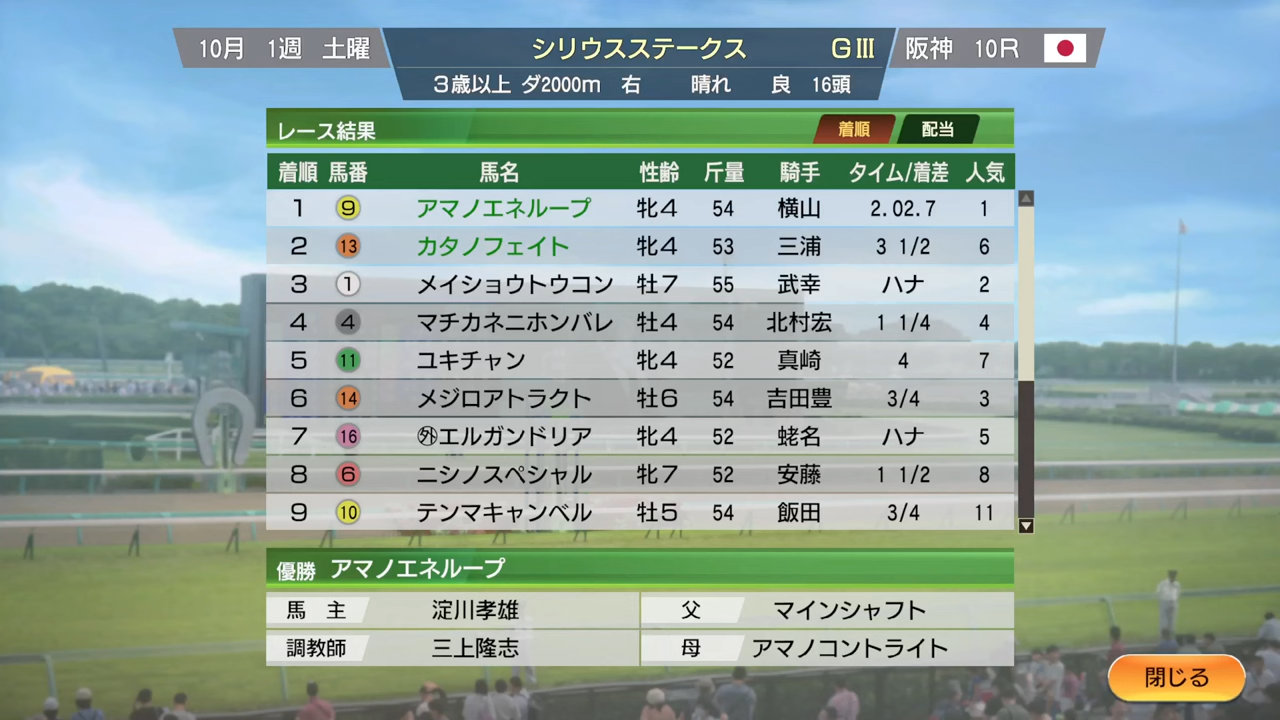 10月 1週 土曜 シリウスステークス GⅢ 阪神 10R
3歳以上 ダ2000m 右 晴れ 良 16頭
レース結果 着順 配当
着順 馬番 馬名 性齢 斤量 騎手 タイム/着差 人気
1 9 アマノエネループ 牝4 54 横山 2.02.7 1
2 13 カタノフェイト 牝4 53 三浦 3 1/2 6
3 1 メイショウトウコン 牡7 55 武幸 ハナ 2
4 4 マチカネニホンバレ 牡4 54 北村宏 1 1/4 4
5 11 ユキチャン 牝4 52 真崎 4 7
6 14 メジロアトラクト 牡6 54 吉田豊 3/4 3
7 16 ㊕エルガンドリア 牝4 52 蛯名 ハナ 5
8 6 ニシノスペシャル 牝7 52 安藤 1 1/2 8
9 10 テンマキャンベル 牡5 54 飯田 3/4 11
優勝 アマノエネループ
馬主 淀川孝雄 父 マインシャフト
調教師 三上隆志 母 アマノコントライト
閉じる